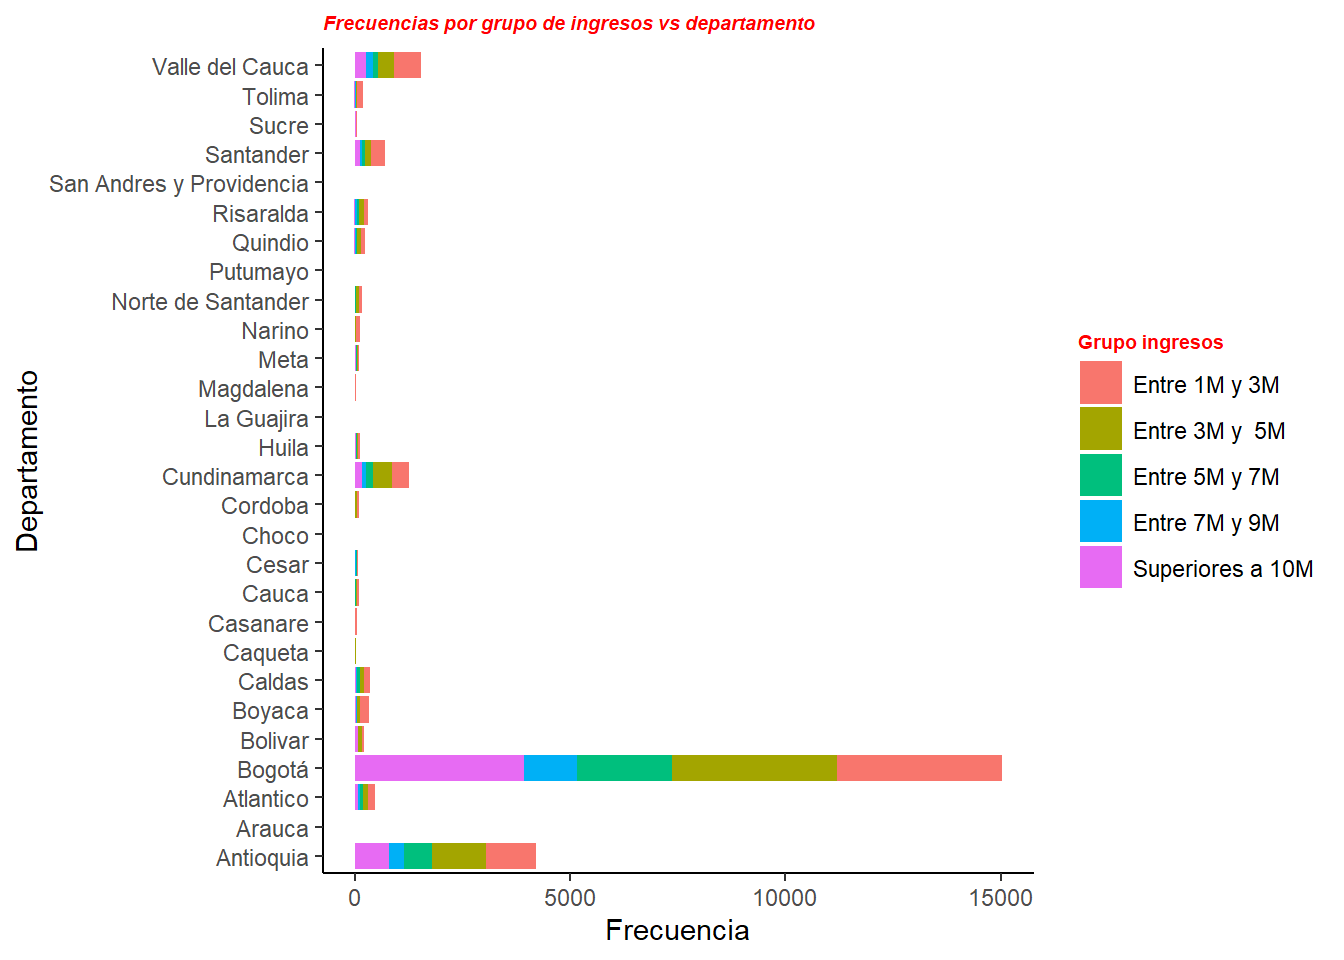 Frecuencias por grupo de ingresos vs departamento
Valle del Cauca
Tolima
Sucre
Santander
San Andres y Providencia
Risaralda
Quindio
Putumayo
Norte de Santander
Narino
Meta
Magdalena
La Guajira
Huila
Cundinamarca
Cordoba
Choco
Cesar
Cauca
Casanare
Caqueta
Caldas
Boyaca
Bolivar
Bogotá
Atlantico
Arauca
Antioquia
Departamento
0 5000 10000 15000
Frecuencia
Grupo ingresos
Entre 1M y 3M
Entre 3M y  5M
Entre 5M y 7M
Entre 7M y 9M
Superiores a 10M